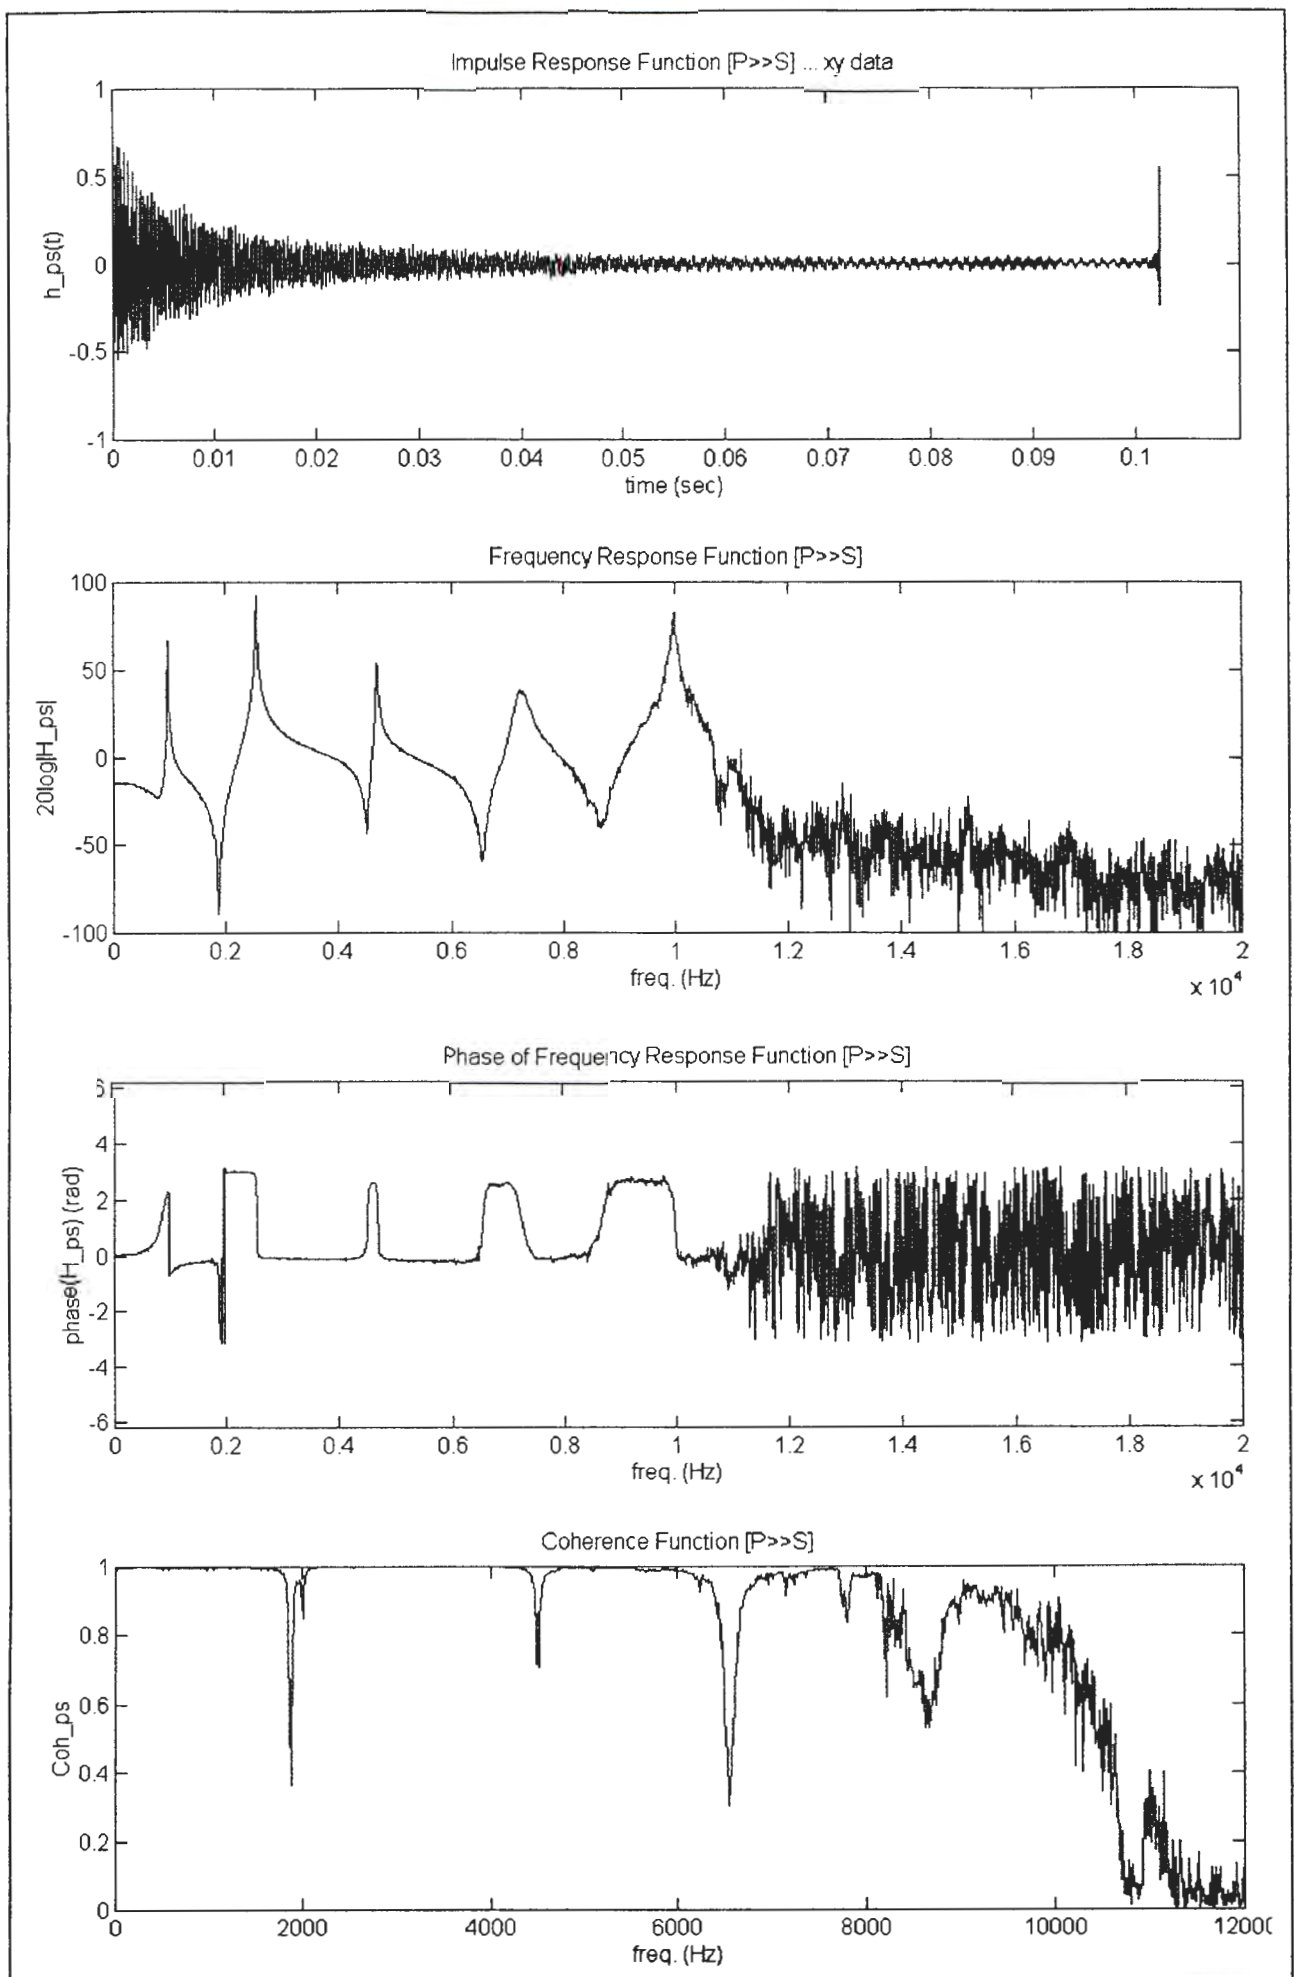 Impulse Response Function [P>>S] ... xy data
1
0.5
0
-0.5
-1
h_ps(t)
0 0.01 0.02 0.03 0.04 0.05 0.06 0.07 0.08 0.09 0.1
time (sec)
Frequency Response Function [P>>S]
100
50
0
-50
-100
20log|H_ps|
0 0.2 0.4 0.6 0.8 1 1.2 1.4 1.6 1.8 2
freq. (Hz)
x 10^4
Phase of Frequency Response Function [P>>S]
6
4
2
0
-2
-4
-6
phase(H_ps) (rad)
0 0.2 0.4 0.6 0.8 1 1.2 1.4 1.6 1.8 2
freq. (Hz)
x 10^4
Coherence Function [P>>S]
1
0.8
0.6
0.4
0.2
0
Coh_ps
0 2000 4000 6000 8000 10000 12000
freq. (Hz)